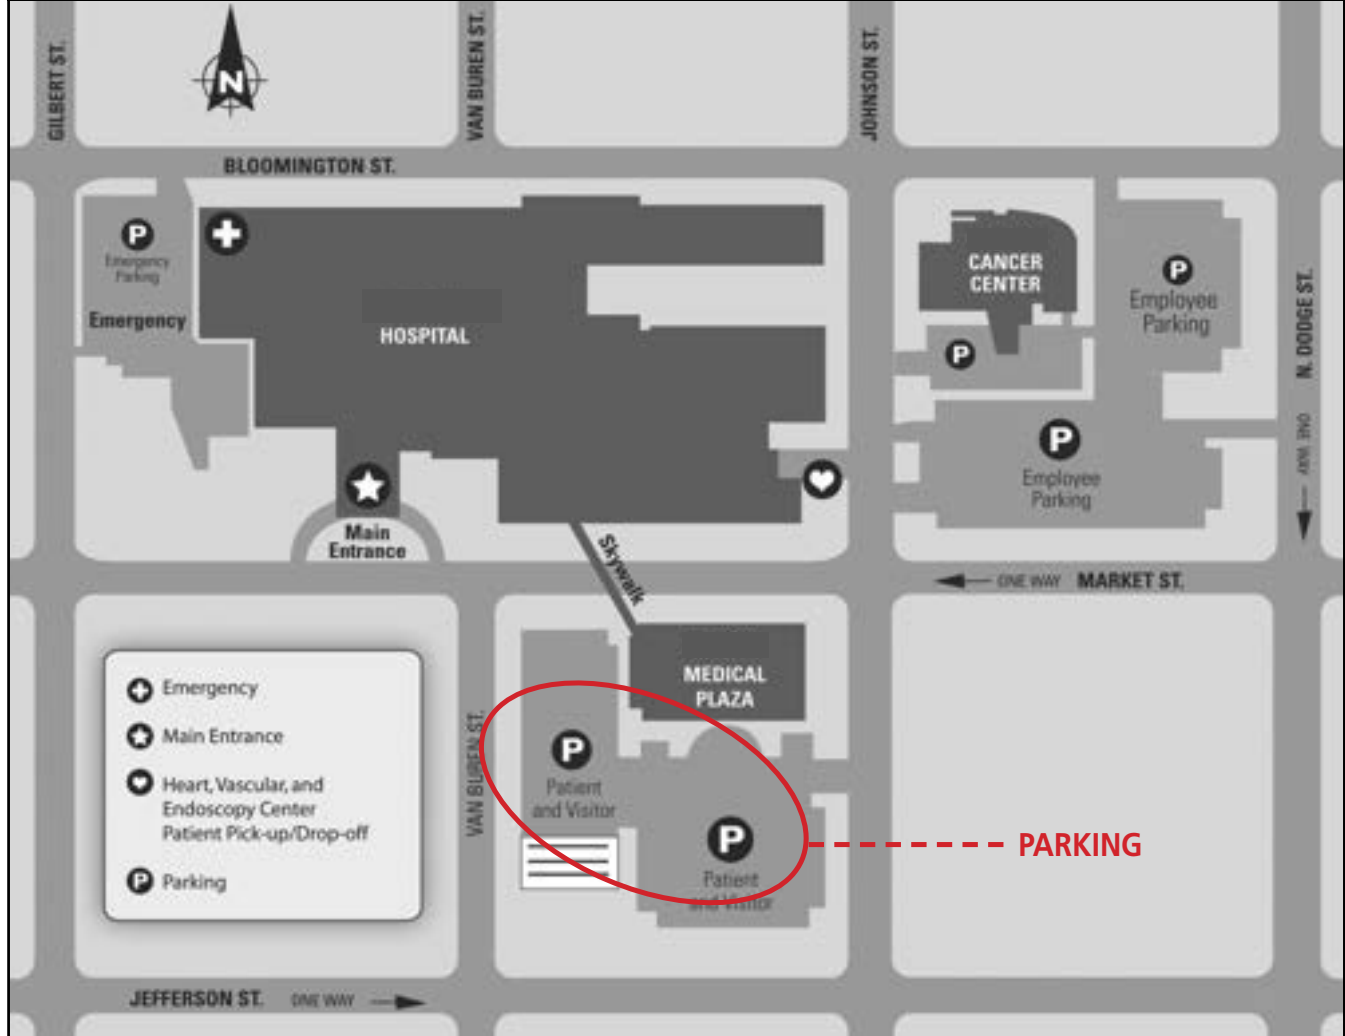 GILBERT ST.
VAN BUREN ST.
JOHNSON ST.
N
BLOOMINGTON ST.
P
Emergency
Parking
Emergency
HOSPITAL
CANCER
CENTER
P
P
Employee
Parking
N. DODGE ST.
ONE WAY
P
Employee
Parking
Main
Entrance
Skywalk
ONE WAY MARKET ST.
MEDICAL
PLAZA
Emergency
Main Entrance
Heart, Vascular, and
Endoscopy Center
Patient Pick-up/Drop-off
P Parking
VAN BUREN ST.
P
Patient
and Visitor
P
Patient
and Visitor
PARKING
JEFFERSON ST. ONE WAY